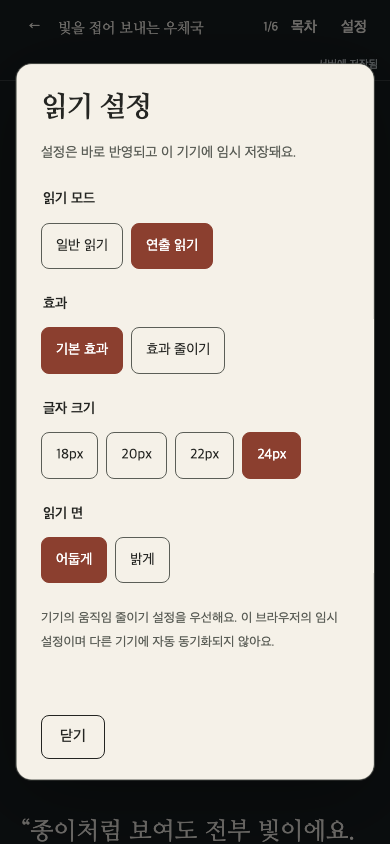 ← 빛을 접어 보내는 우체국 1/6 목차 설정
서버에 저장됨
읽기 설정
설정은 바로 반영되고 이 기기에 임시 저장돼요.
읽기 모드
일반 읽기 연출 읽기
효과
기본 효과 효과 줄이기
글자 크기
18px 20px 22px 24px
읽기 면
어둡게 밝게
기기의 움직임 줄이기 설정을 우선해요. 이 브라우저의 임시
설정이며 다른 기기에 자동 동기화되지 않아요.
닫기
“종이처럼 보여도 전부 빛이에요.